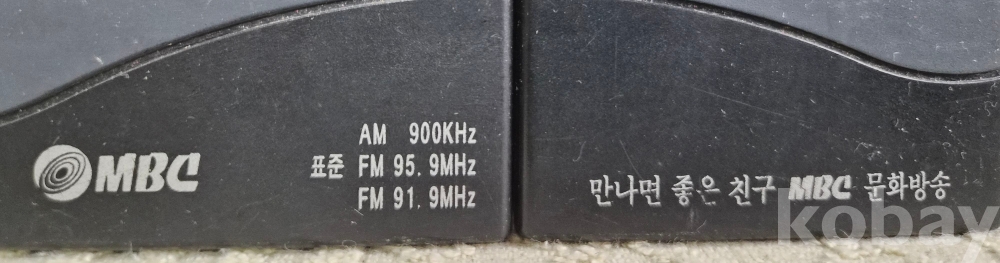 MBC
AM 900KHz
표준 FM 95.9MHz
FM 91.9MHz
만나면 좋은 친구 MBC 문화방송
kobay